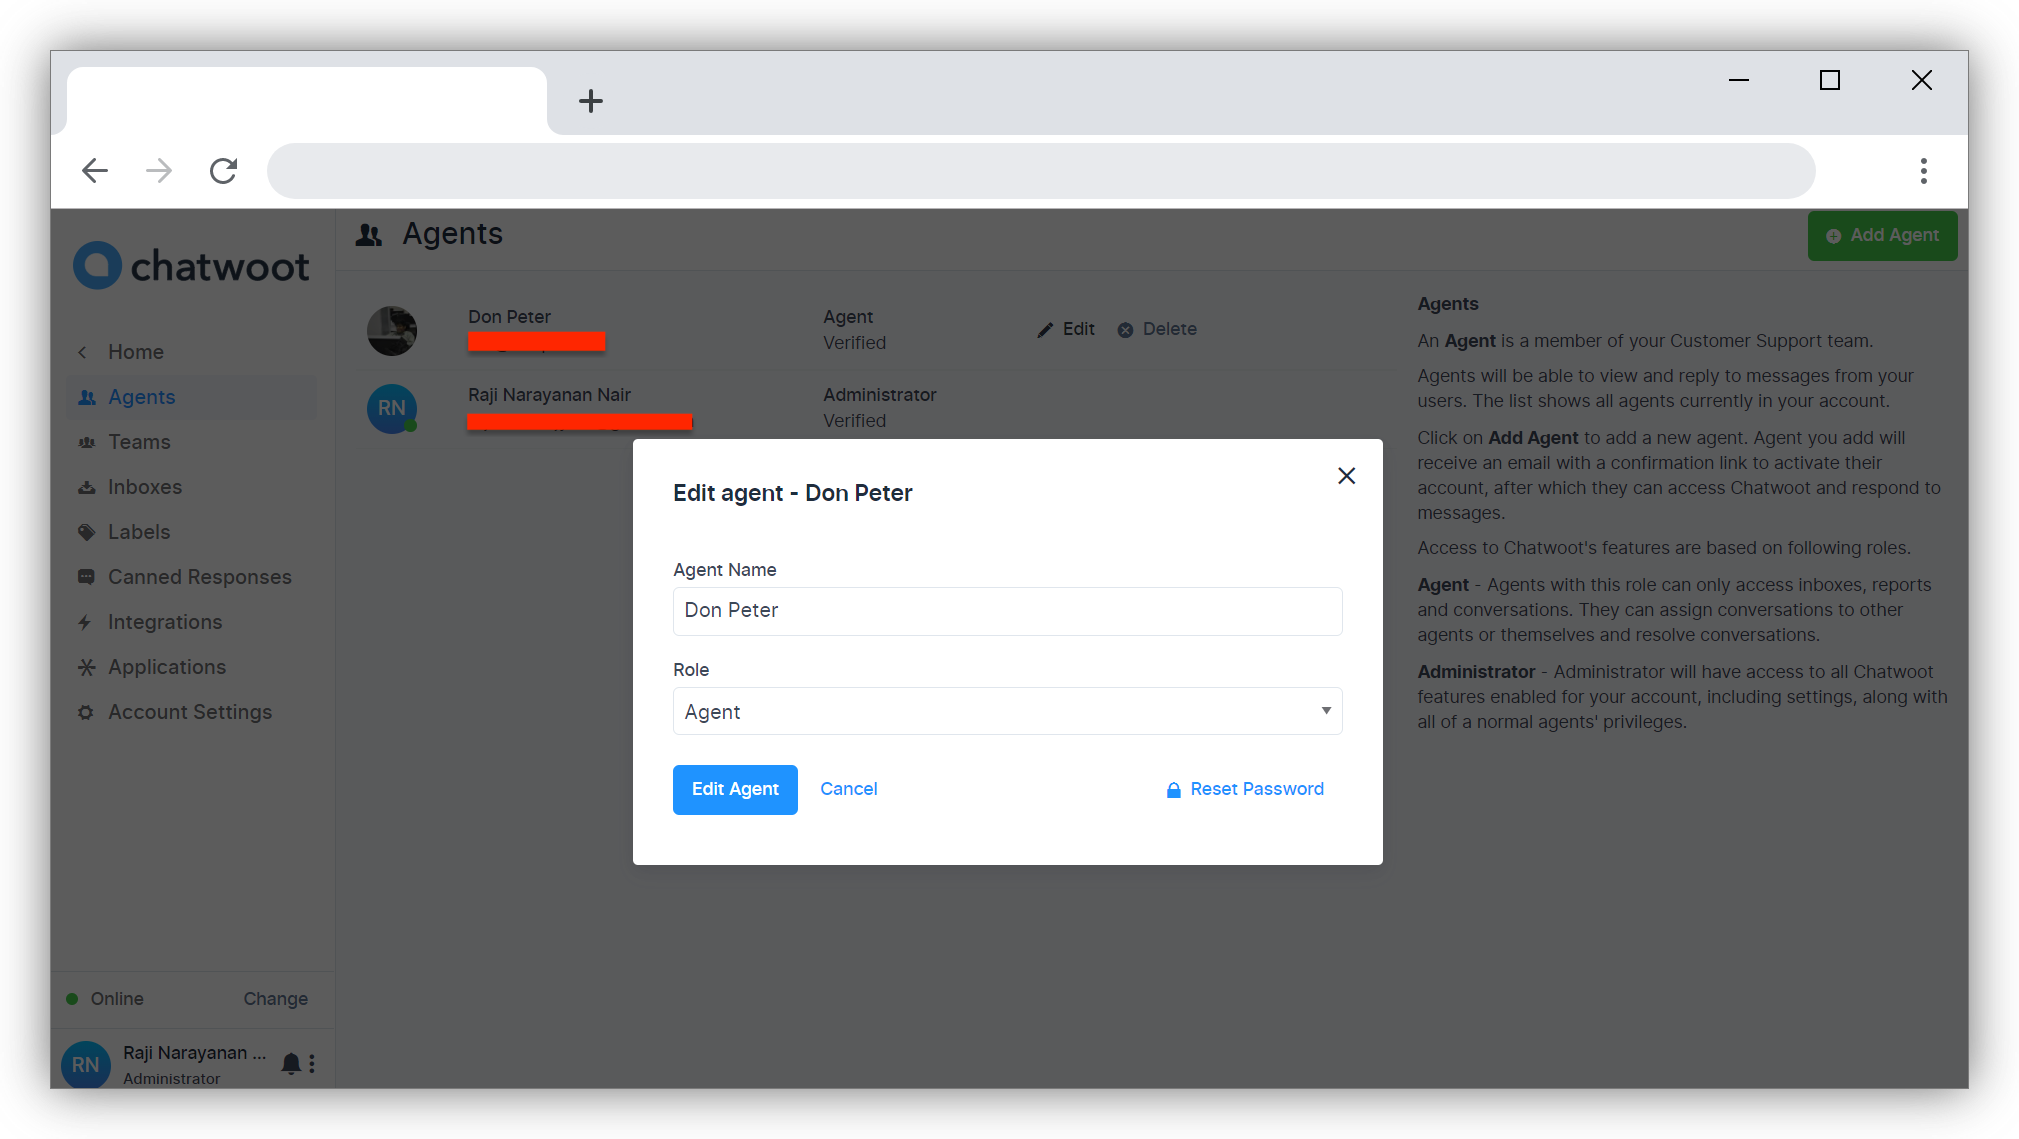 chatwoot
Home
Agents
Teams
Inboxes
Labels
Canned Responses
Integrations
Applications
Account Settings
Online Change
RN
Raji Narayanan ...
Administrator
Agents
Add Agent
Don Peter
Agent
Verified
Edit
Delete
RN
Raji Narayanan Nair
Administrator
Verified
Agents
An Agent is a member of your Customer Support team.
Agents will be able to view and reply to messages from your
users. The list shows all agents currently in your account.
Click on Add Agent to add a new agent. Agent you add will
receive an email with a confirmation link to activate their
account, after which they can access Chatwoot and respond to
messages.
Access to Chatwoot's features are based on following roles.
Agent - Agents with this role can only access inboxes, reports
and conversations. They can assign conversations to other
agents or themselves and resolve conversations.
Administrator - Administrator will have access to all Chatwoot
features enabled for your account, including settings, along with
all of a normal agents' privileges.
Edit agent - Don Peter
Agent Name
Don Peter
Role
Agent
Edit Agent
Cancel
Reset Password